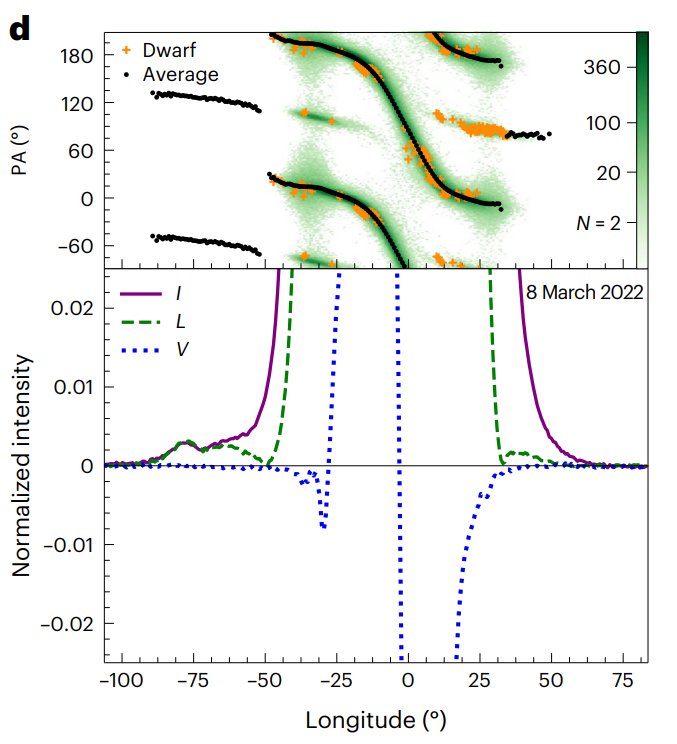 d
Dwarf
Average
PA (°)
180
120
60
0
−60
360
100
20
N = 2
8 March 2022
I
L
V
Normalized intensity
0.02
0.01
0
−0.01
−0.02
−100 −75 −50 −25 0 25 50 75
Longitude (°)